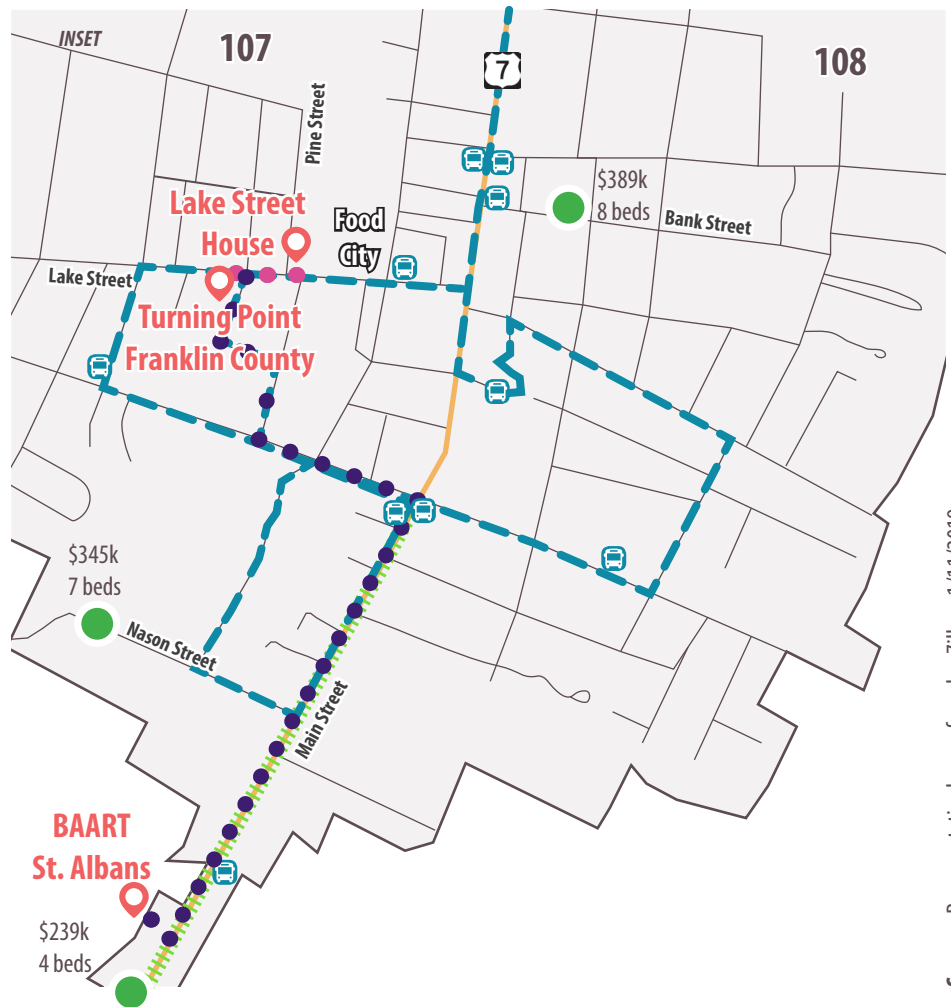 INSET
107
7
108
Pine Street
$389k
8 beds
Bank Street
Lake Street
House
Food
City
Lake Street
Turning Point
Franklin County
$345k
7 beds
Nason Street
Main Street
BAART
St. Albans
$239k
4 beds